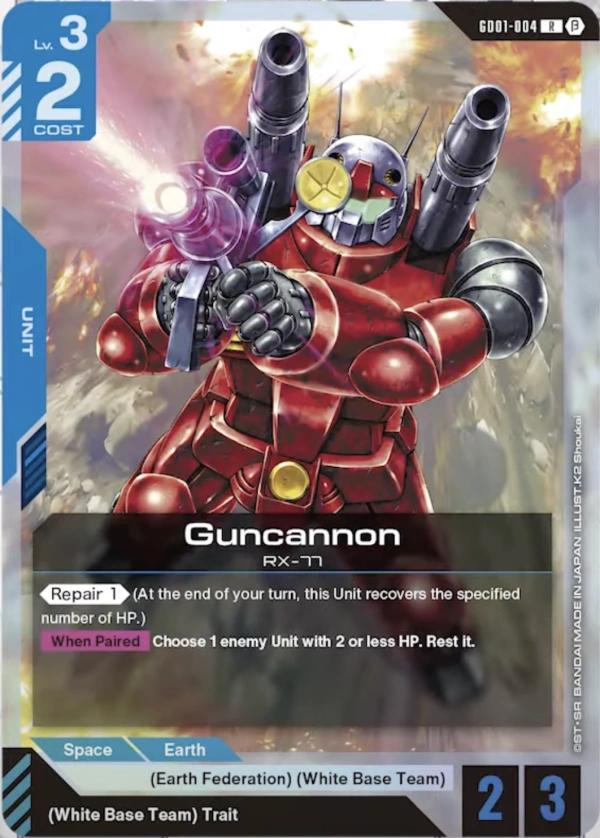 Lv. 3
2
COST
GD01-004 R β
UNIT
Guncannon
RX-77
Repair 1 (At the end of your turn, this Unit recovers the specified
number of HP.)
When Paired Choose 1 enemy Unit with 2 or less HP. Rest it.
Space Earth
(Earth Federation) (White Base Team)
(White Base Team) Trait
2 3
©ST·SR BANDAI MADE IN JAPAN ILLUST.K2 Shoukai